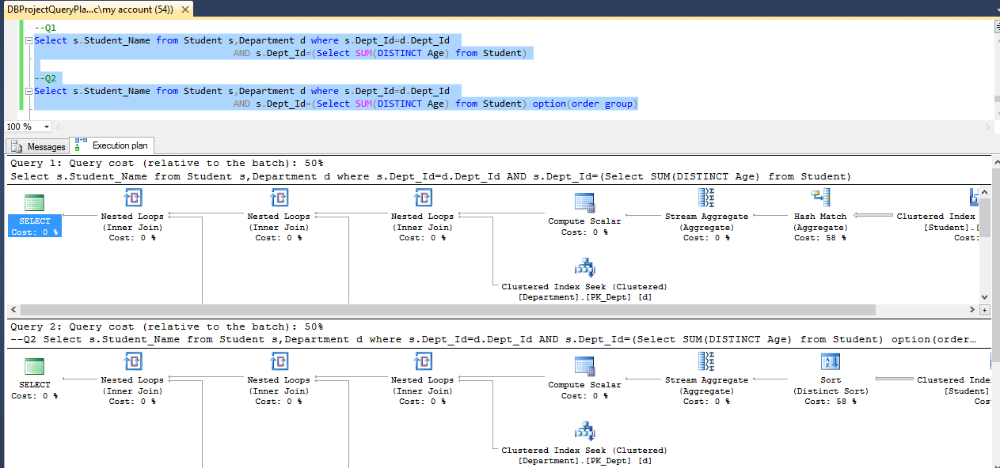 DBProjectQueryPla...c\my account (54))
--Q1
Select s.Student_Name from Student s,Department d where s.Dept_Id=d.Dept_Id
AND s.Dept_Id=(Select SUM(DISTINCT Age) from Student)
--Q2
Select s.Student_Name from Student s,Department d where s.Dept_Id=d.Dept_Id
AND s.Dept_Id=(Select SUM(DISTINCT Age) from Student) option(order group)
100 %
Messages Execution plan
Query 1: Query cost (relative to the batch): 50%
Select s.Student_Name from Student s,Department d where s.Dept_Id=d.Dept_Id AND s.Dept_Id=(Select SUM(DISTINCT Age) from Student)
SELECT Nested Loops Nested Loops Nested Loops Compute Scalar Stream Aggregate Hash Match Clustered Index
Cost: 0 % (Inner Join) (Inner Join) (Inner Join) Cost: 0 % (Aggregate) (Aggregate) [Student].[
Cost: 0 % Cost: 0 % Cost: 0 % Cost: 0 % Cost: 58 % Cost:
Clustered Index Seek (Clustered)
[Department].[PK_Dept] [d]
Query 2: Query cost (relative to the batch): 50%
--Q2 Select s.Student_Name from Student s,Department d where s.Dept_Id=d.Dept_Id AND s.Dept_Id=(Select SUM(DISTINCT Age) from Student) option(order...
SELECT Nested Loops Nested Loops Nested Loops Compute Scalar Stream Aggregate Sort Clustered Inde
Cost: 0 % (Inner Join) (Inner Join) (Inner Join) Cost: 0 % (Aggregate) (Distinct Sort) [Student]
Cost: 0 % Cost: 0 % Cost: 0 % Cost: 0 % Cost: 58 % Cos
Clustered Index Seek (Clustered)
[Department].[PK_Dept] [d]